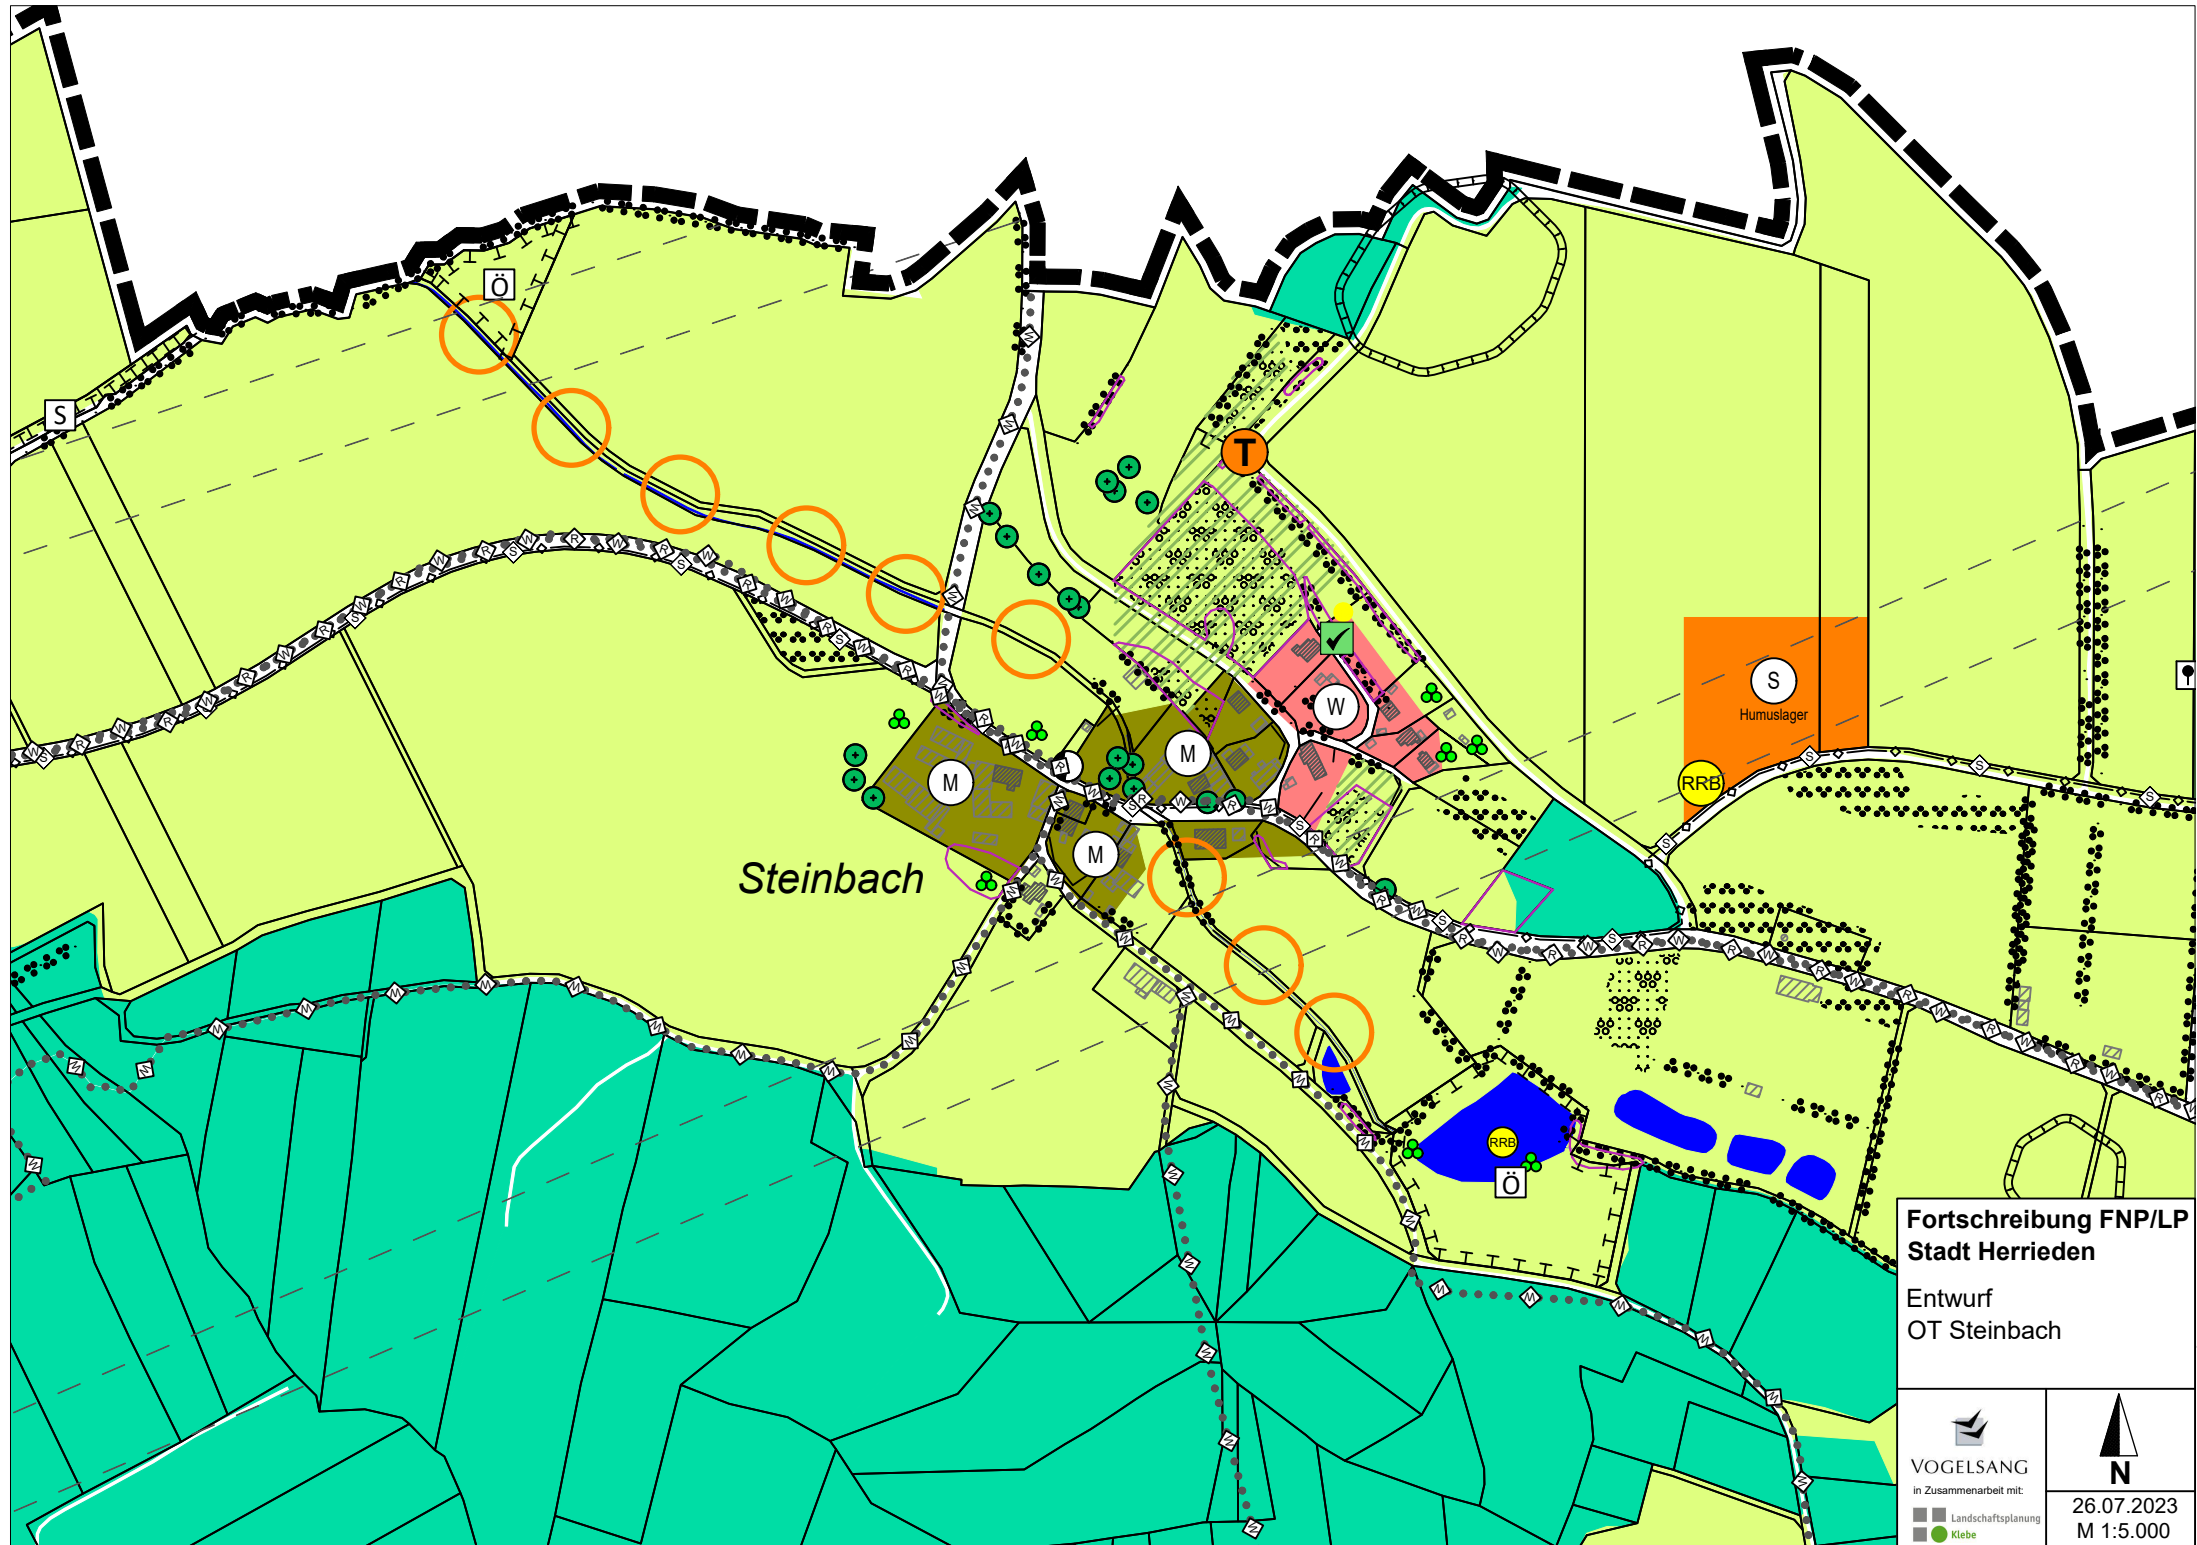 Ö
S
T
W
S
Humuslager
M
M
RRB
M
Steinbach
RRB
Ö
Fortschreibung FNP/LP
Stadt Herrieden
Entwurf
OT Steinbach
VOGELSANG
in Zusammenarbeit mit:
Landschaftsplanung
Klebe
N
26.07.2023
M 1:5.000